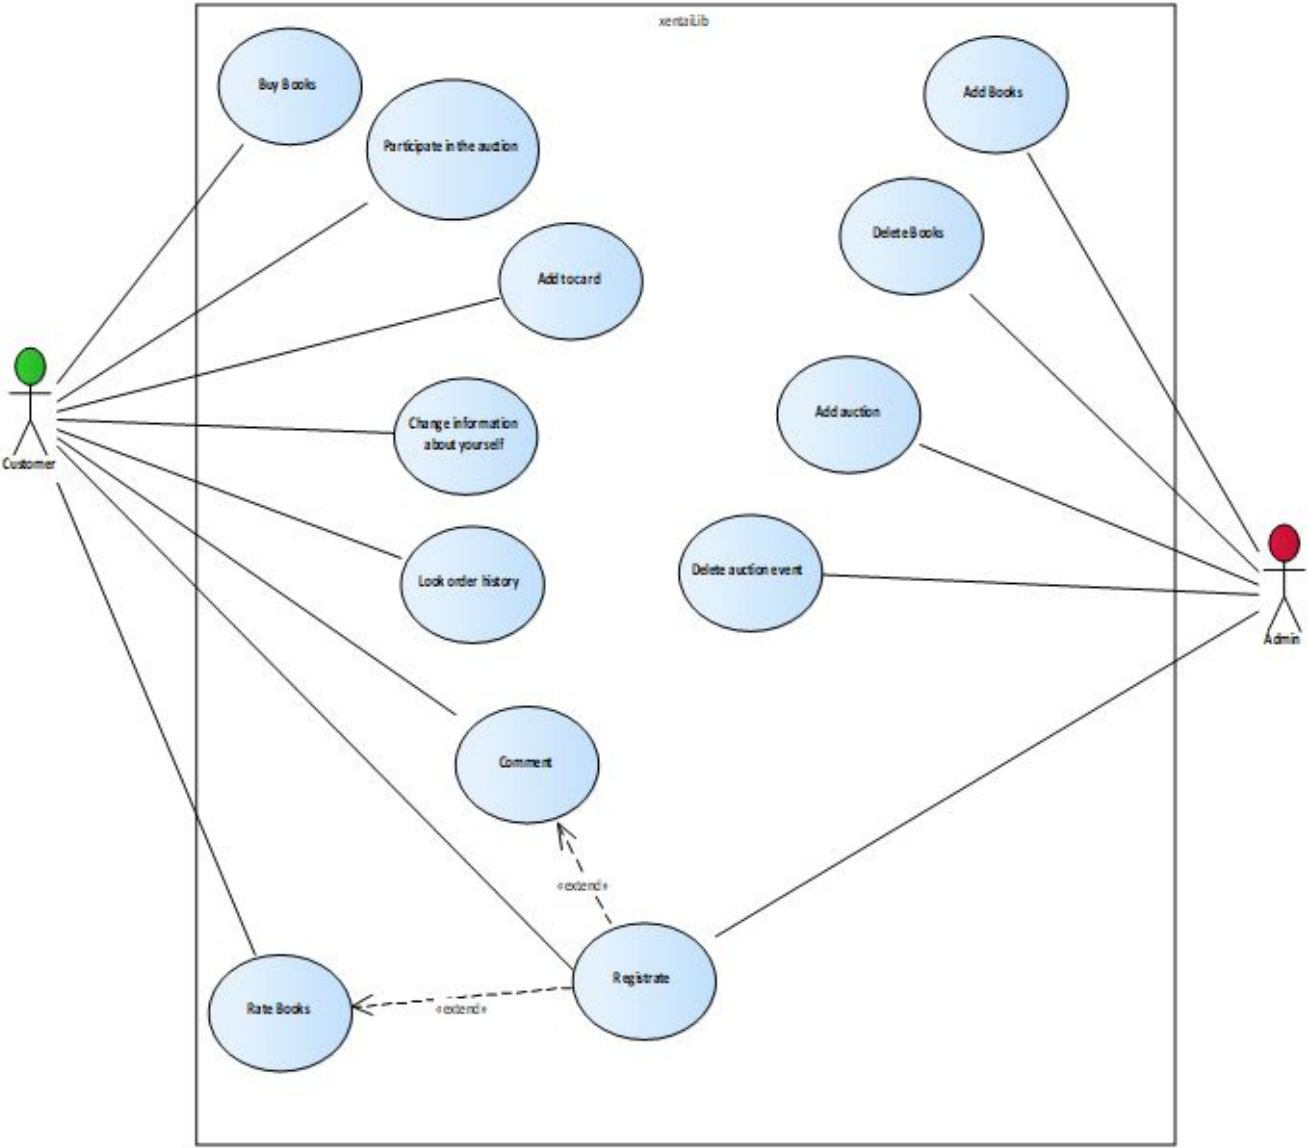 xentaiLib
Buy Books
Add Books
Participate in the auction
Delete Books
Add to card
Add auction
Change information
about yourself
Customer
Delete auction event
Look order history
Admin
Comment
«extend»
Registrate
Rate Books
«extend»